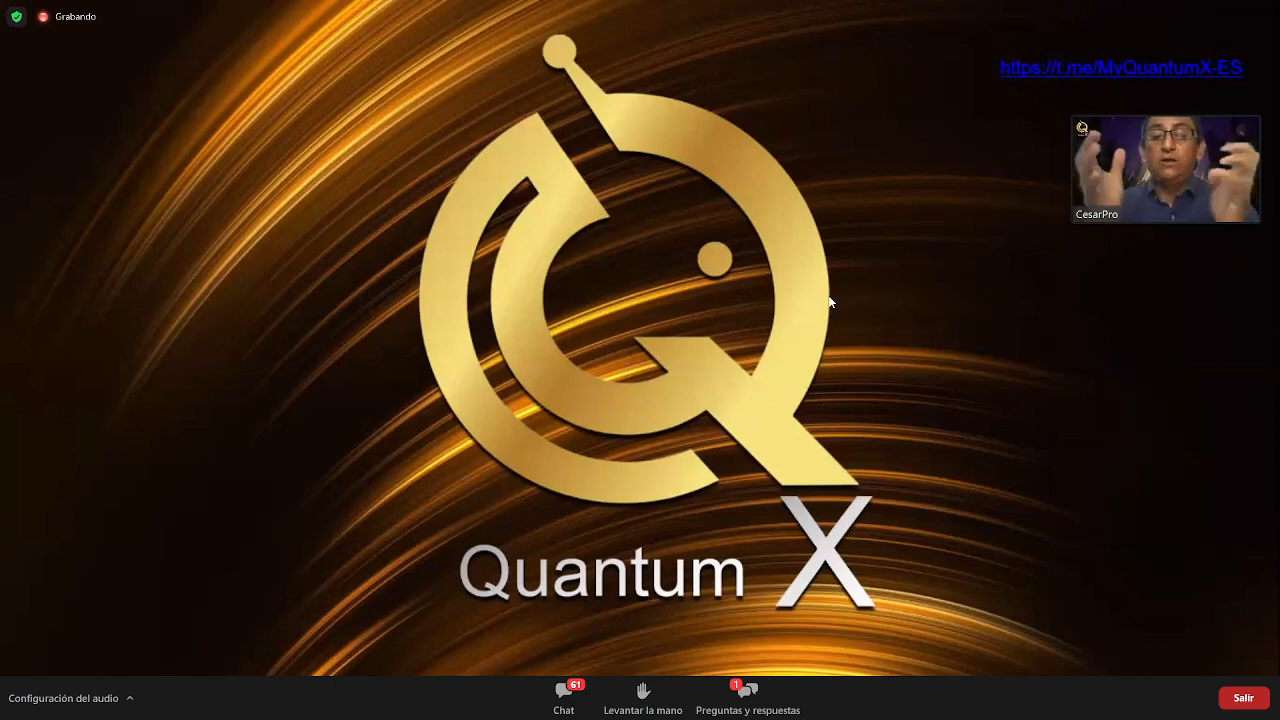 Grabando
https://t.me/MyQuantumX-ES
CesarPro
Quantum X
Configuración del audio
61
Chat
Levantar la mano
1
Preguntas y respuestas
Salir